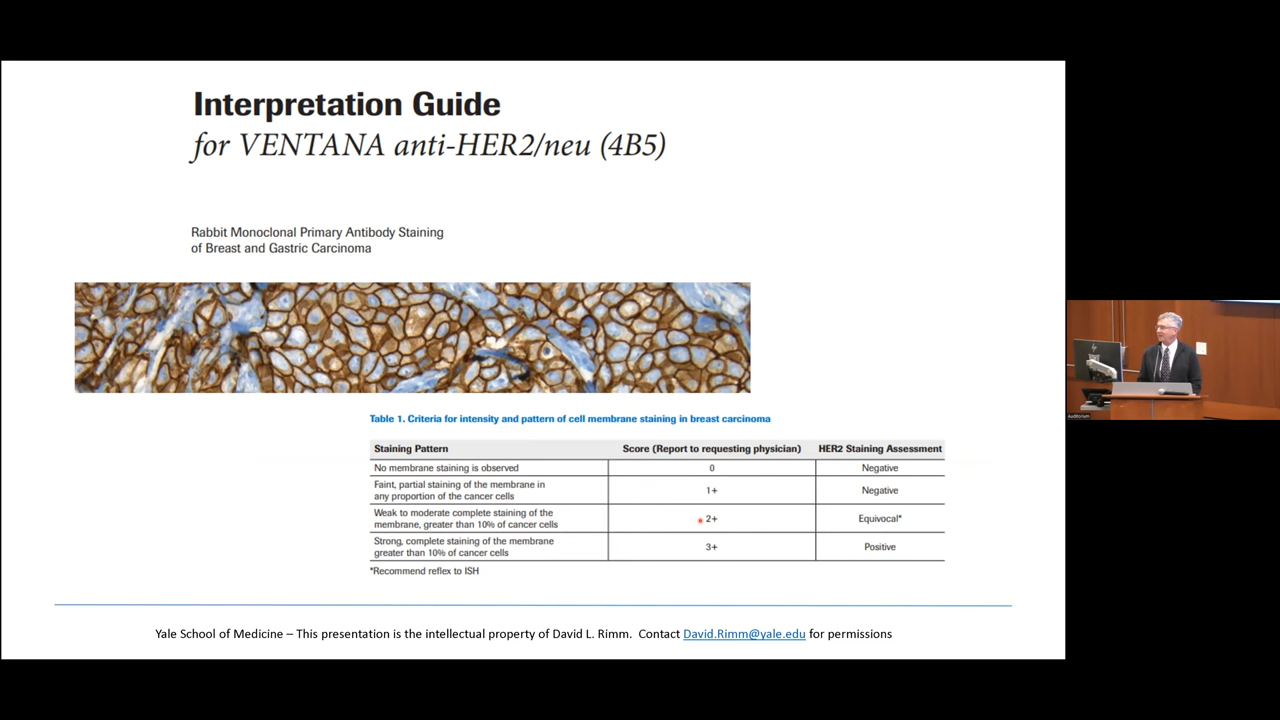 Interpretation Guide
for VENTANA anti-HER2/neu (4B5)
Rabbit Monoclonal Primary Antibody Staining
of Breast and Gastric Carcinoma
Table 1. Criteria for intensity and pattern of cell membrane staining in breast carcinoma
Staining Pattern Score (Report to requesting physician) HER2 Staining Assessment
No membrane staining is observed 0 Negative
Faint, partial staining of the membrane in
any proportion of the cancer cells 1+ Negative
Weak to moderate complete staining of the
membrane, greater than 10% of cancer cells 2+ Equivocal*
Strong, complete staining of the membrane
greater than 10% of cancer cells 3+ Positive
*Recommend reflex to ISH
Yale School of Medicine – This presentation is the intellectual property of David L. Rimm. Contact David.Rimm@yale.edu for permissions
Auditorium